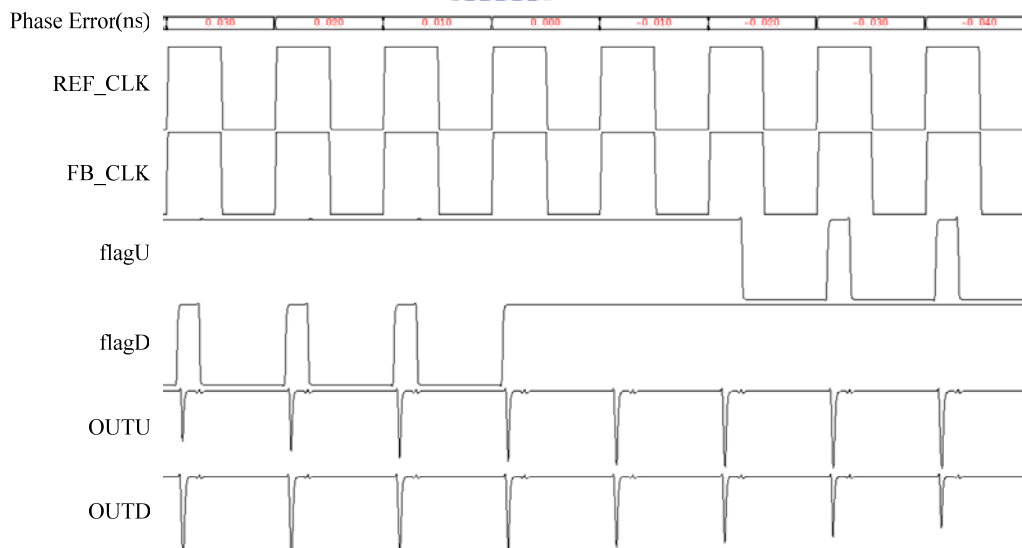 Phase Error(ns) 0.030 0.020 0.010 0.000 -0.010 -0.020 -0.030 -0.040
REF_CLK
FB_CLK
flagU
flagD
OUTU
OUTD